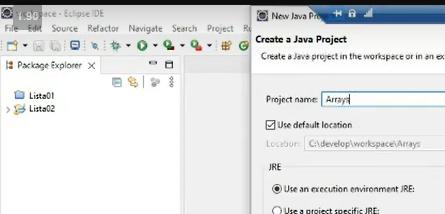 1.90
space - Eclipse IDE
File Edit Source Refactor Navigate Search Project R
Package Explorer
Lista01
Lista02
New Java Pro
Create a Java Project
Create a Java project in the workspace or in an ex
Project name: Arrays
Use default location
Location: C:\develop\workspace\Arrays
JRE
Use an execution environment JRE:
Use a project specific JRE: